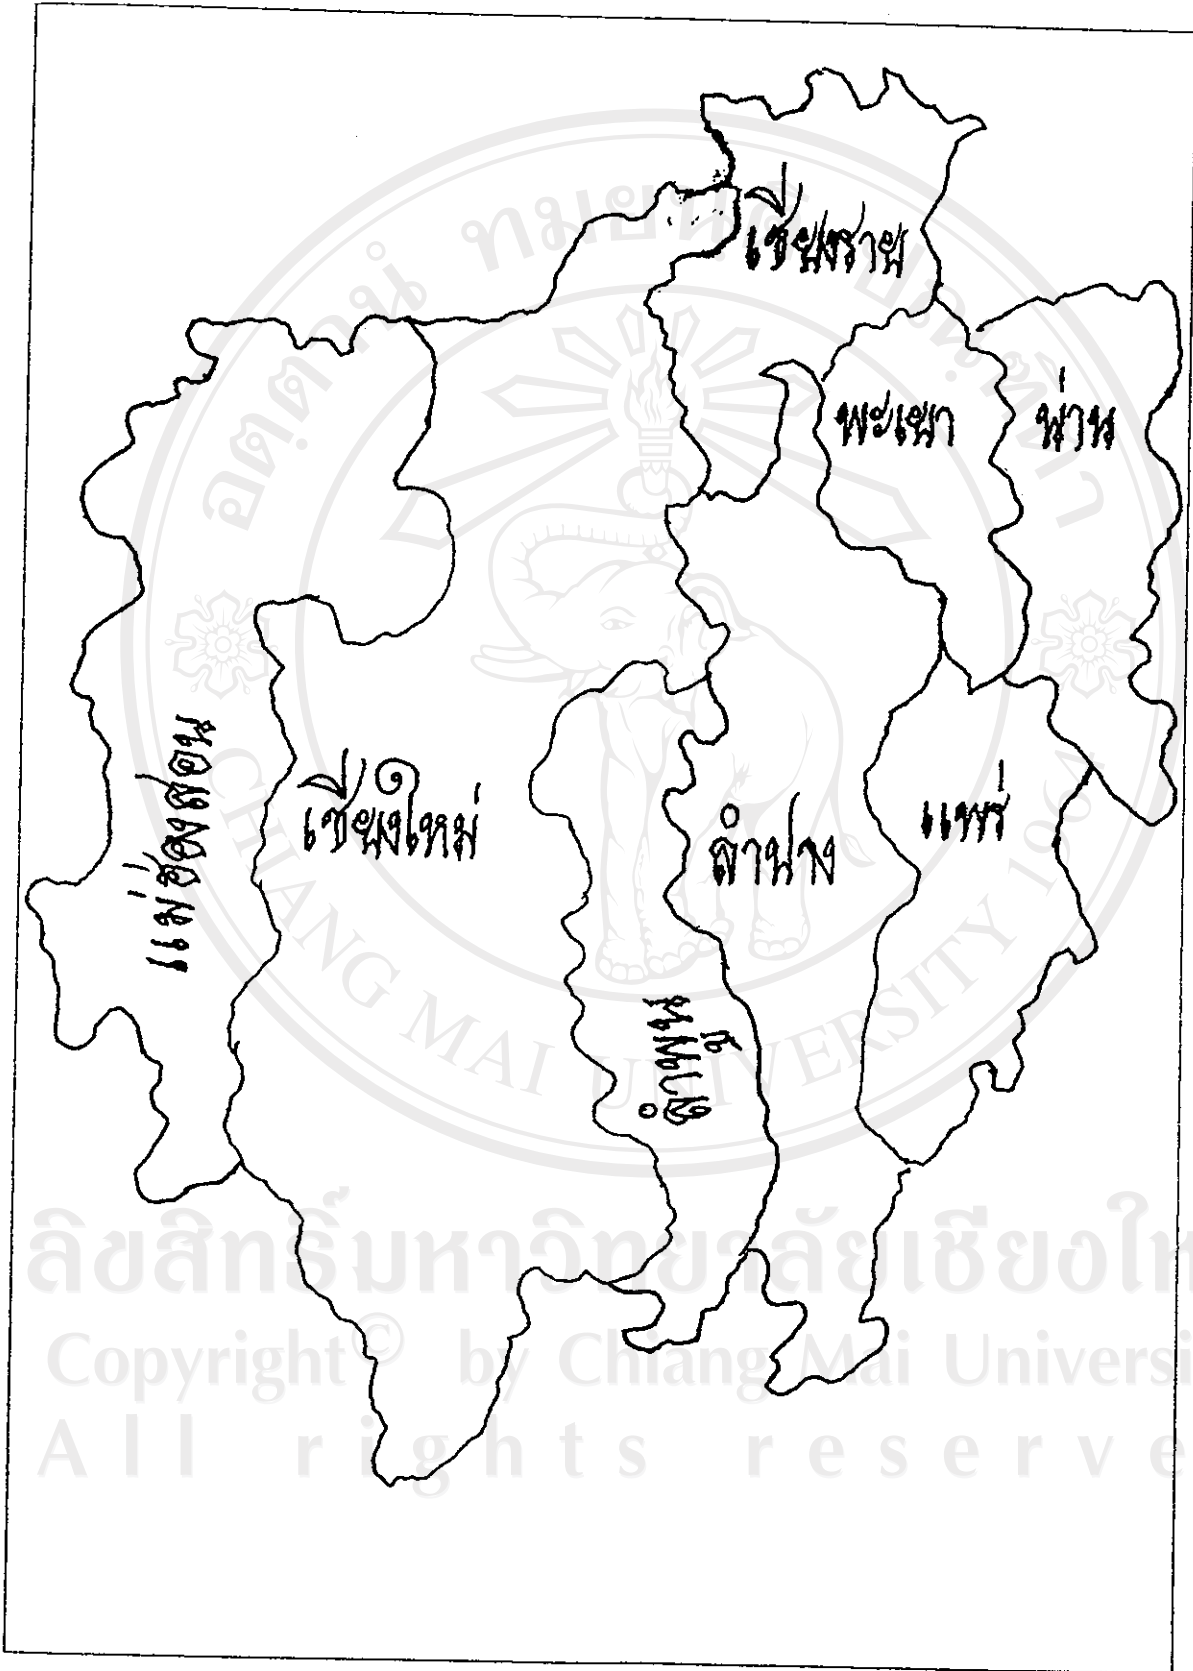 เชียงราย
พะเยา
น่าน
แม่ฮ่องสอน
เชียงใหม่
ลำปาง
แพร่
ลำพูน
CHIANG MAI UNIVERSITY 1964
ลิขสิทธิ์มหาวิทยาลัยเชียงให
Copyright© by Chiang Mai Universi
All rights reserve